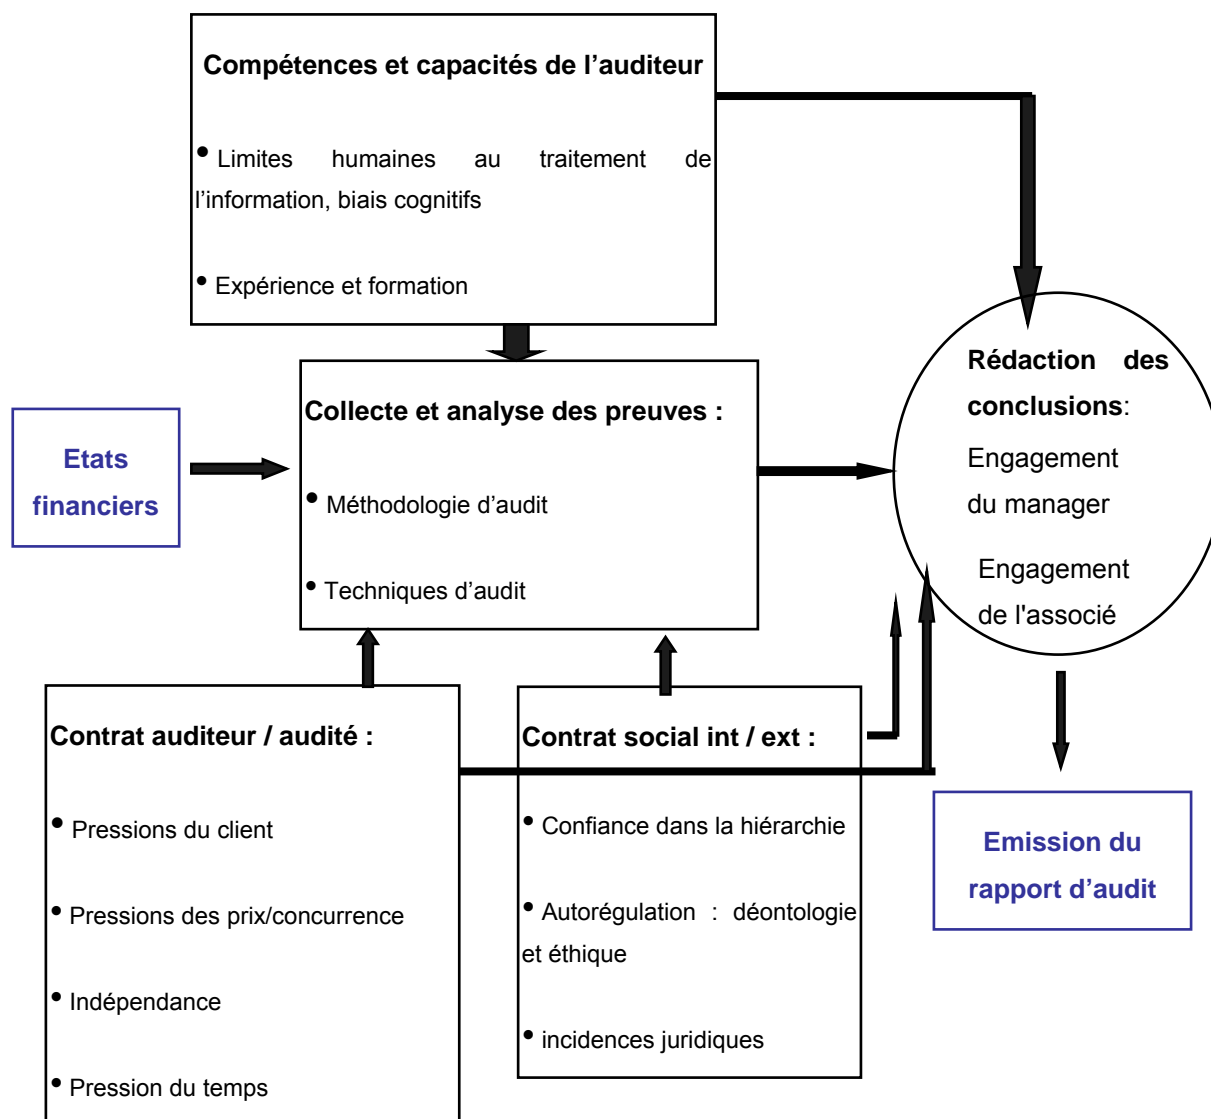 Compétences et capacités de l’auditeur
• Limites humaines au traitement de
l’information, biais cognitifs
• Expérience et formation
Etats
financiers
Collecte et analyse des preuves :
• Méthodologie d’audit
• Techniques d’audit
Rédaction des
conclusions:
Engagement
du manager
Engagement
de l'associé
Contrat auditeur / audité :
• Pressions du client
• Pressions des prix/concurrence
• Indépendance
• Pression du temps
Contrat social int / ext :
• Confiance dans la hiérarchie
• Autorégulation : déontologie
et éthique
• incidences juridiques
Emission du
rapport d’audit